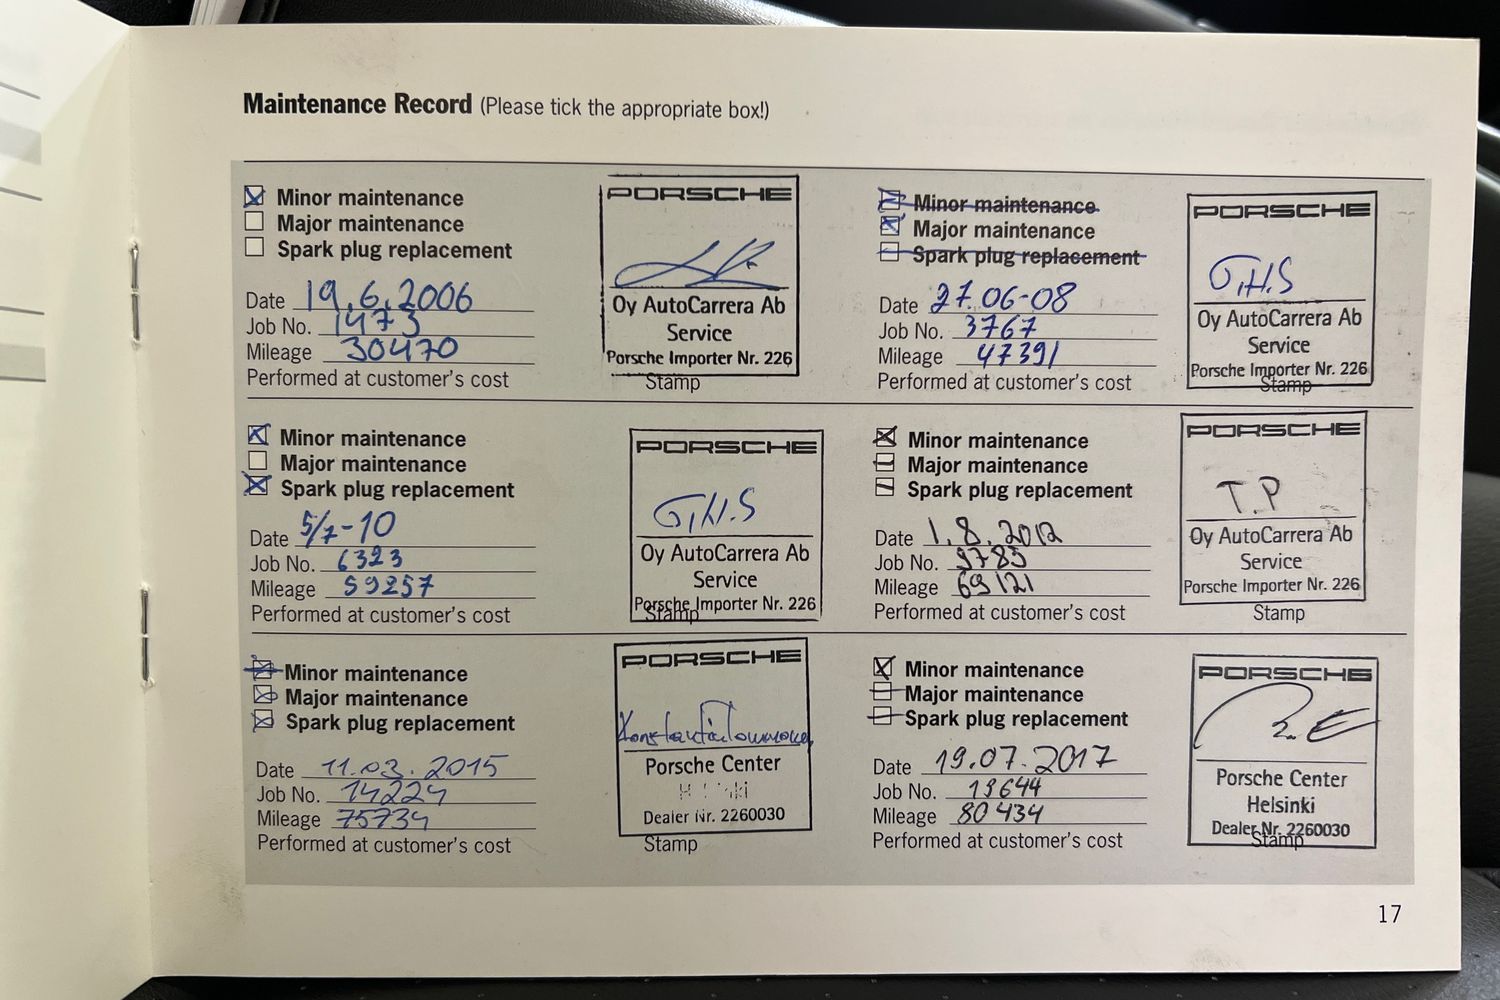 Maintenance Record (Please tick the appropriate box!)
Minor maintenance
Major maintenance
Spark plug replacement
Date 19.6.2006
Job No. 1473
Mileage 30470
Performed at customer's cost
PORSCHE
Oy AutoCarrera Ab
Service
Porsche Importer Nr. 226
Stamp
Minor maintenance
Major maintenance
Spark plug replacement
Date 27.06-08
Job No. 3767
Mileage 47391
Performed at customer's cost
PORSCHE
Oy AutoCarrera Ab
Service
Porsche Importer Nr. 226
Stamp
Minor maintenance
Major maintenance
Spark plug replacement
Date 5/7-10
Job No. 6323
Mileage 59257
Performed at customer's cost
PORSCHE
Oy AutoCarrera Ab
Service
Porsche Importer Nr. 226
Stamp
Minor maintenance
Major maintenance
Spark plug replacement
Date 1.8.2012
Job No. 9783
Mileage 69121
Performed at customer's cost
PORSCHE
T.P
Oy AutoCarrera Ab
Service
Porsche Importer Nr. 226
Stamp
Minor maintenance
Major maintenance
Spark plug replacement
Date 11.03.2015
Job No. 14224
Mileage 75734
Performed at customer's cost
PORSCHE
Porsche Center
Helsinki
Dealer Nr. 2260030
Stamp
Minor maintenance
Major maintenance
Spark plug replacement
Date 19.07.2017
Job No. 19644
Mileage 80434
Performed at customer's cost
PORSCHE
Porsche Center
Helsinki
Dealer Nr. 2260030
Stamp
17